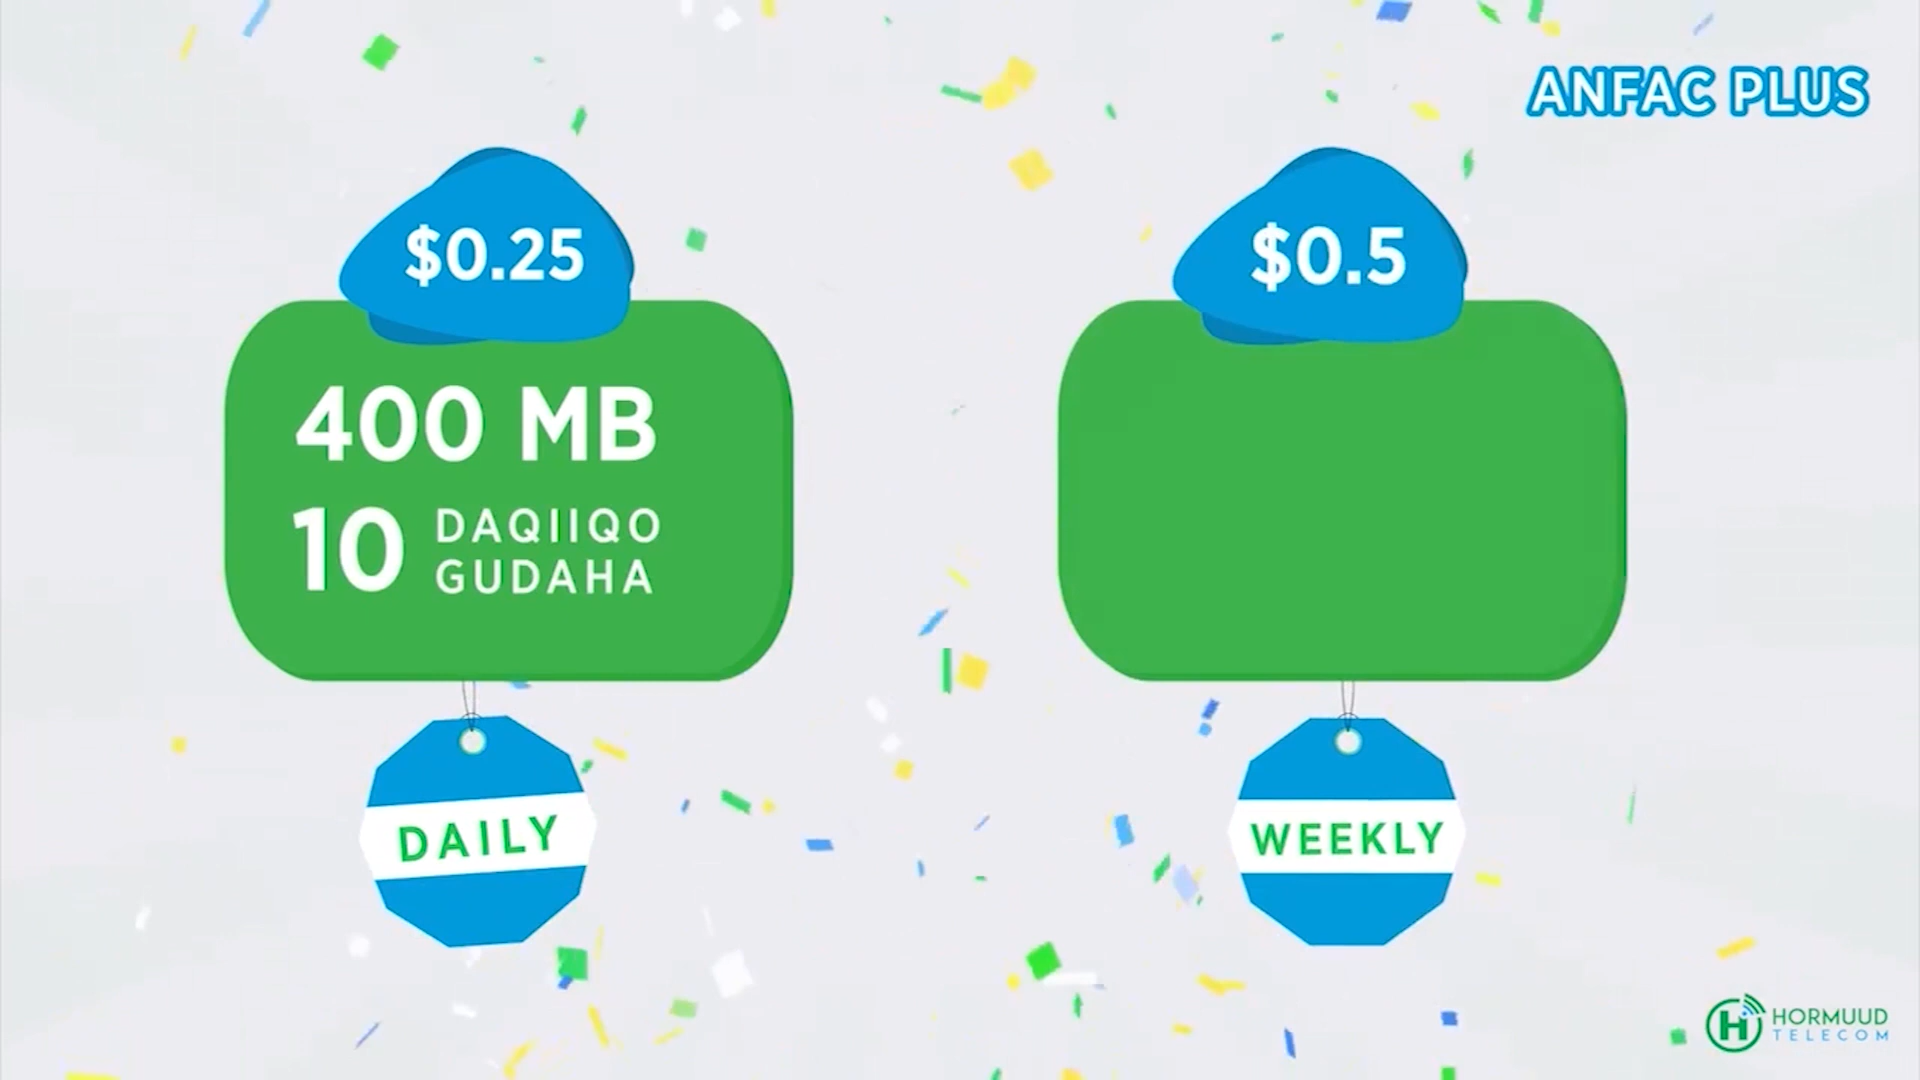 ANFAC PLUS
$0.25
400 MB
10 DAQIIQO
GUDAHA
DAILY
$0.5
WEEKLY
HORMUUD
TELECOM